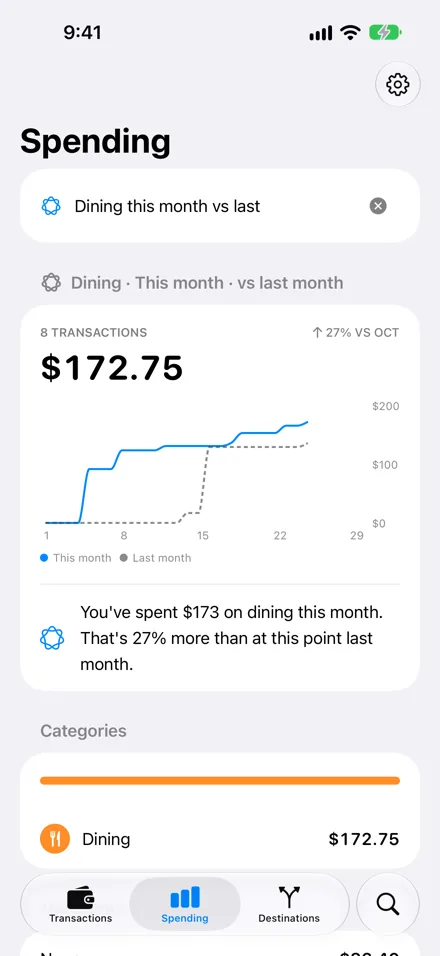 9:41
Spending
Dining this month vs last
Dining · This month · vs last month
8 TRANSACTIONS
↑ 27% VS OCT
$172.75
$200
$100
$0
1 8 15 22 29
This month Last month
You've spent $173 on dining this month.
That's 27% more than at this point last
month.
Categories
Dining $172.75
Transactions Spending Destinations